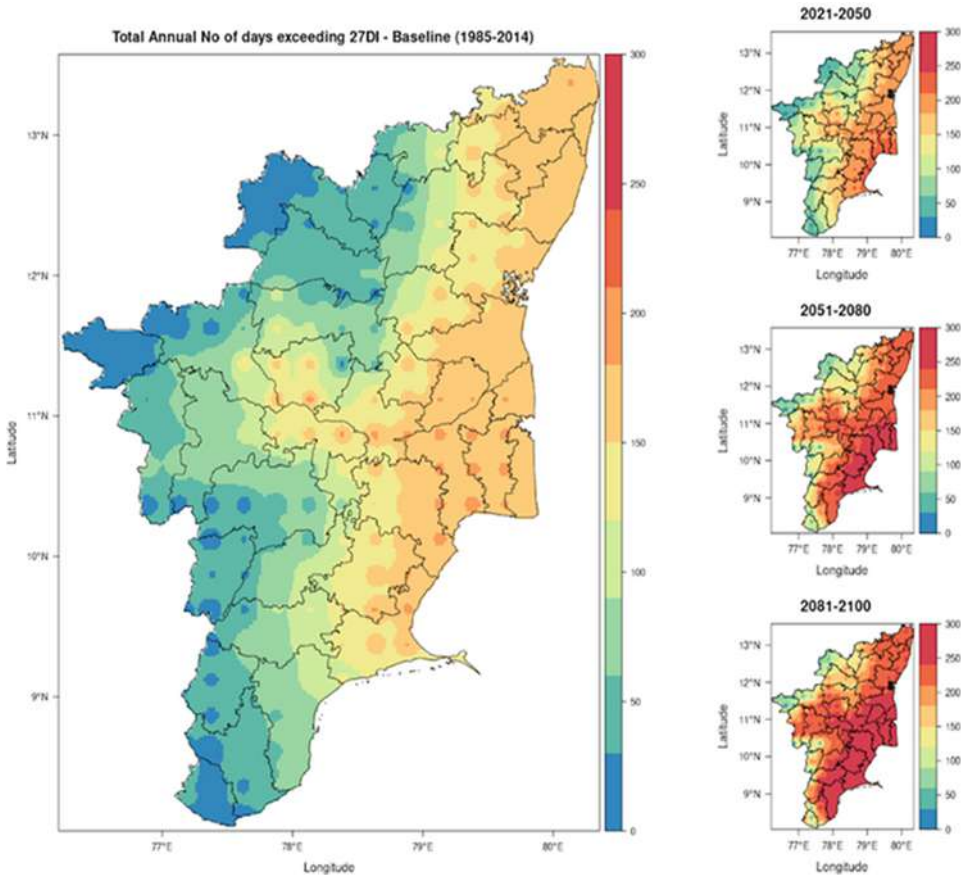 Total Annual No of days exceeding 27DI - Baseline (1985-2014)
300
250
200
150
100
50
0
13°N
12°N
11°N
10°N
9°N
Latitude
77°E 78°E 79°E 80°E
Longitude
2021-2050
13°N
12°N
11°N
10°N
9°N
Latitude
300
250
200
150
100
50
0
77°E 78°E 79°E 80°E
Longitude
2051-2080
13°N
12°N
11°N
10°N
9°N
Latitude
300
250
200
150
100
50
0
77°E 78°E 79°E 80°E
Longitude
2081-2100
13°N
12°N
11°N
10°N
9°N
Latitude
300
250
200
150
100
50
0
77°E 78°E 79°E 80°E
Longitude